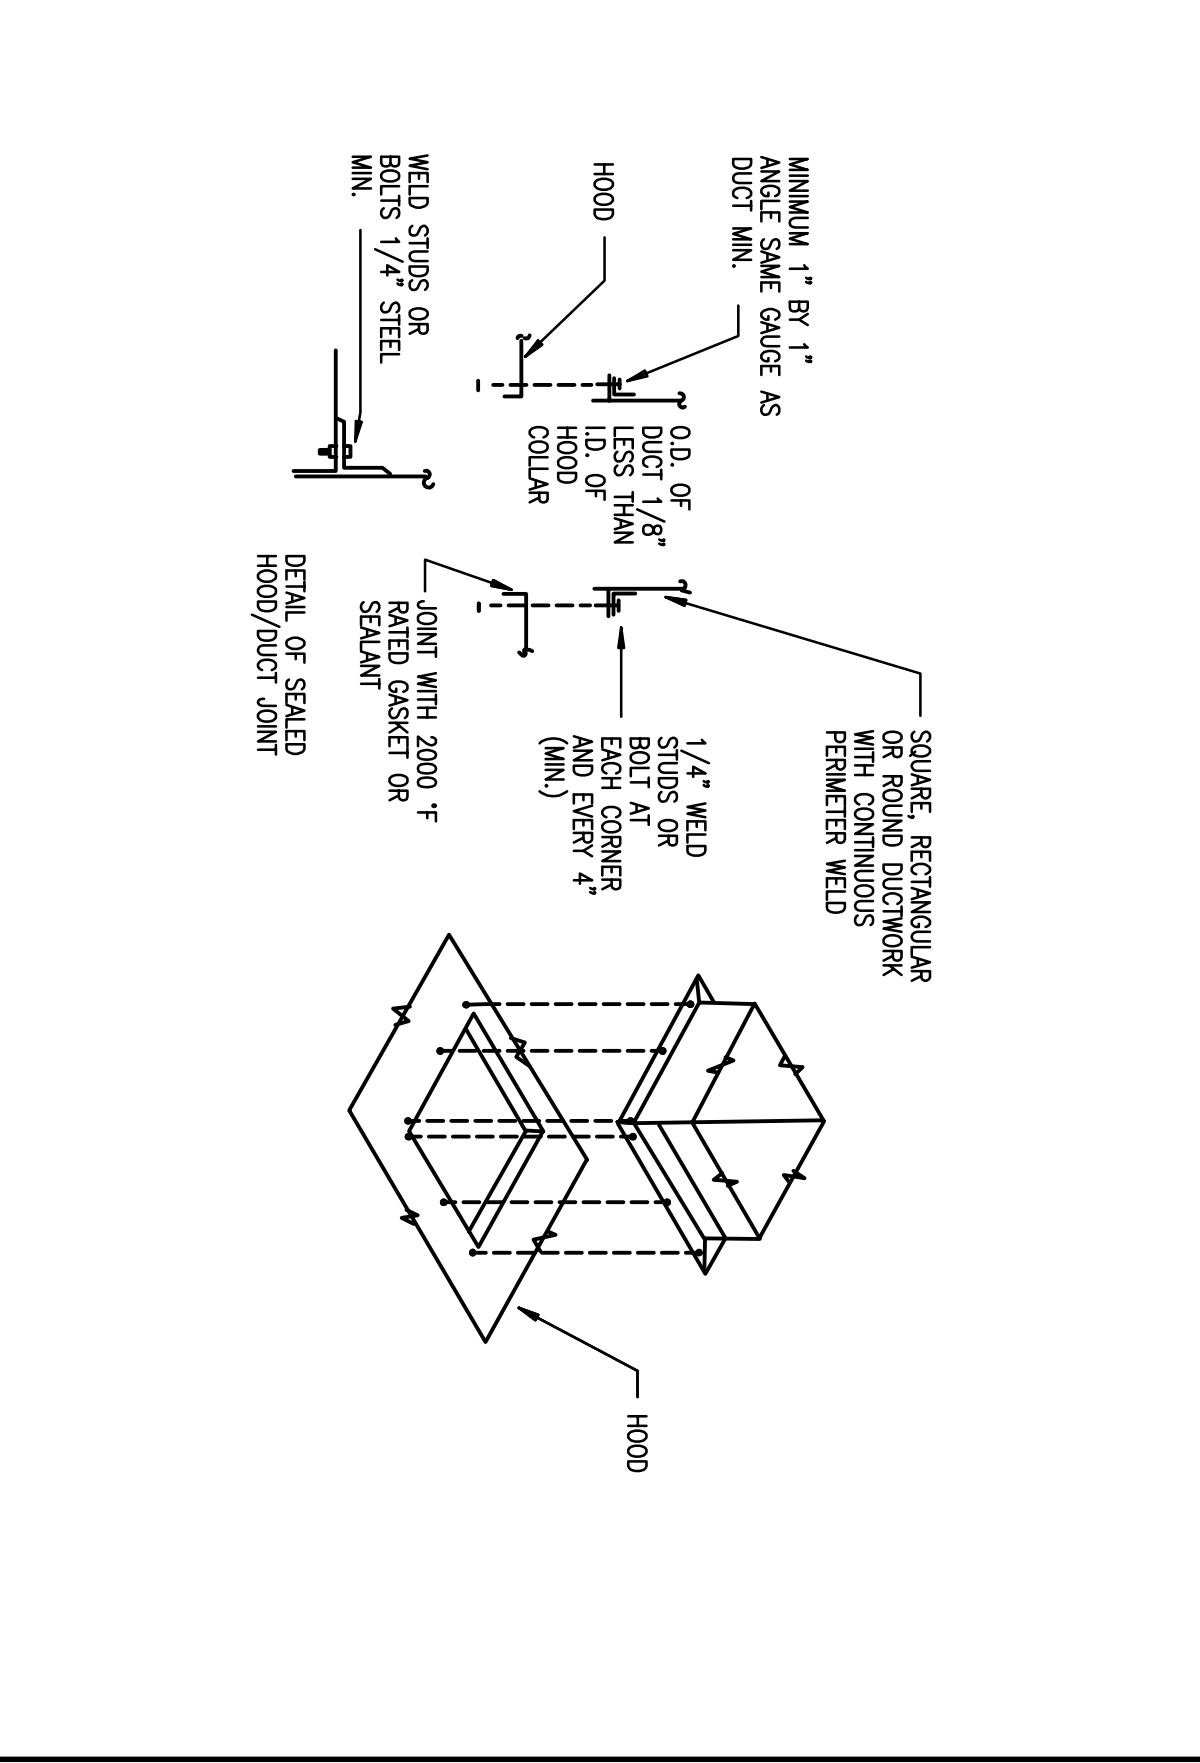 MINIMUM 1" BY 1"
ANGLE SAME GAUGE AS
DUCT MIN.
HOOD
WELD STUDS OR
BOLTS 1/4" STEEL
MIN.
O.D. OF
DUCT 1/8"
LESS THAN
I.D. OF
HOOD
COLLAR
SQUARE, RECTANGULAR
OR ROUND DUCTWORK
WITH CONTINUOUS
PERIMETER WELD
1/4" WELD
STUDS OR
BOLT AT
EACH CORNER
AND EVERY 4"
(MIN.)
JOINT WITH 2000 °F
RATED GASKET OR
SEALANT
DETAIL OF SEALED
HOOD/DUCT JOINT
HOOD